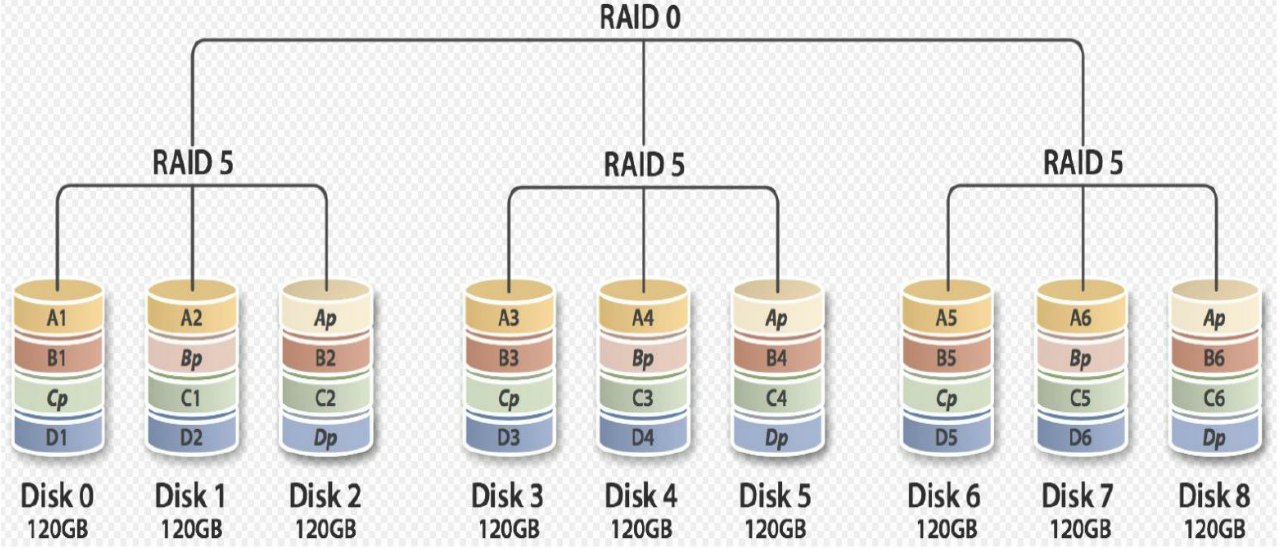 RAID 0
RAID 5 RAID 5 RAID 5
A1 A2 Ap A3 A4 Ap A5 A6 Ap
B1 Bp B2 B3 Bp B4 B5 Bp B6
Cp C1 C2 Cp C3 C4 Cp C5 C6
D1 D2 Dp D3 D4 Dp D5 D6 Dp
Disk 0 Disk 1 Disk 2 Disk 3 Disk 4 Disk 5 Disk 6 Disk 7 Disk 8
120GB 120GB 120GB 120GB 120GB 120GB 120GB 120GB 120GB